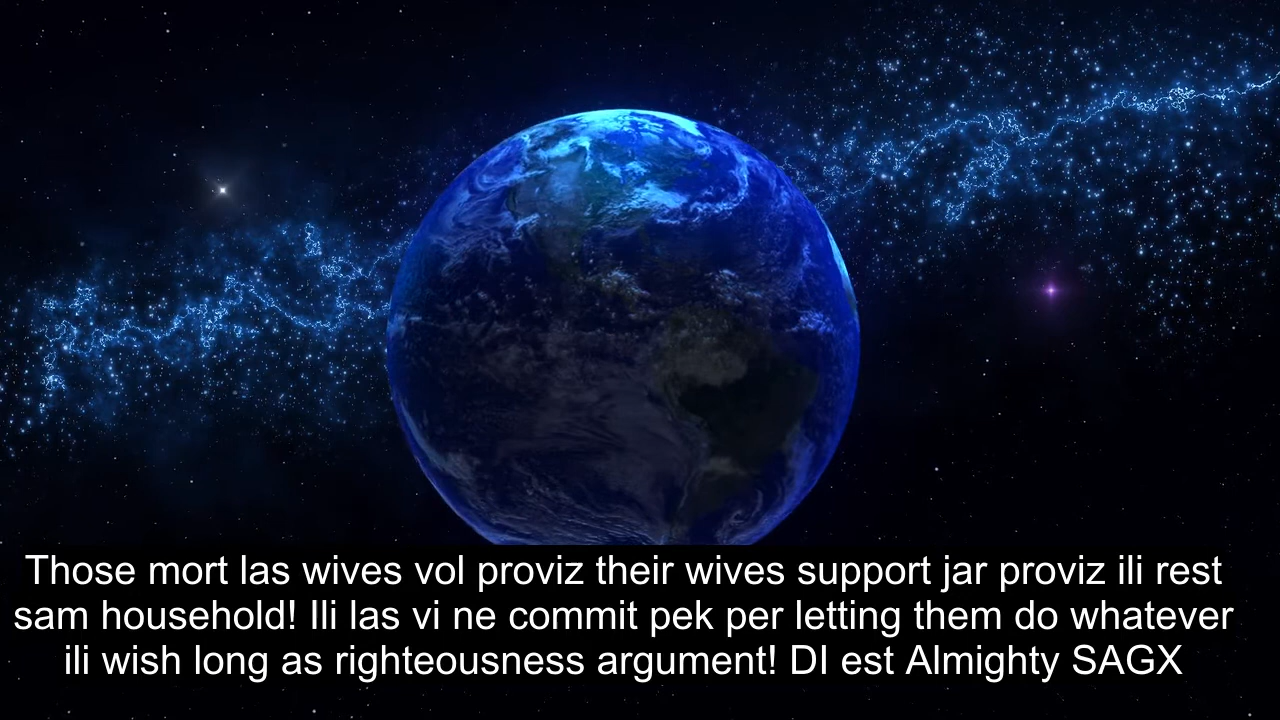 Those mort las wives vol proviz their wives support jar proviz ili rest
sam household! Ili las vi ne commit pek per letting them do whatever
ili wish long as righteousness argument! DI est Almighty SAGX